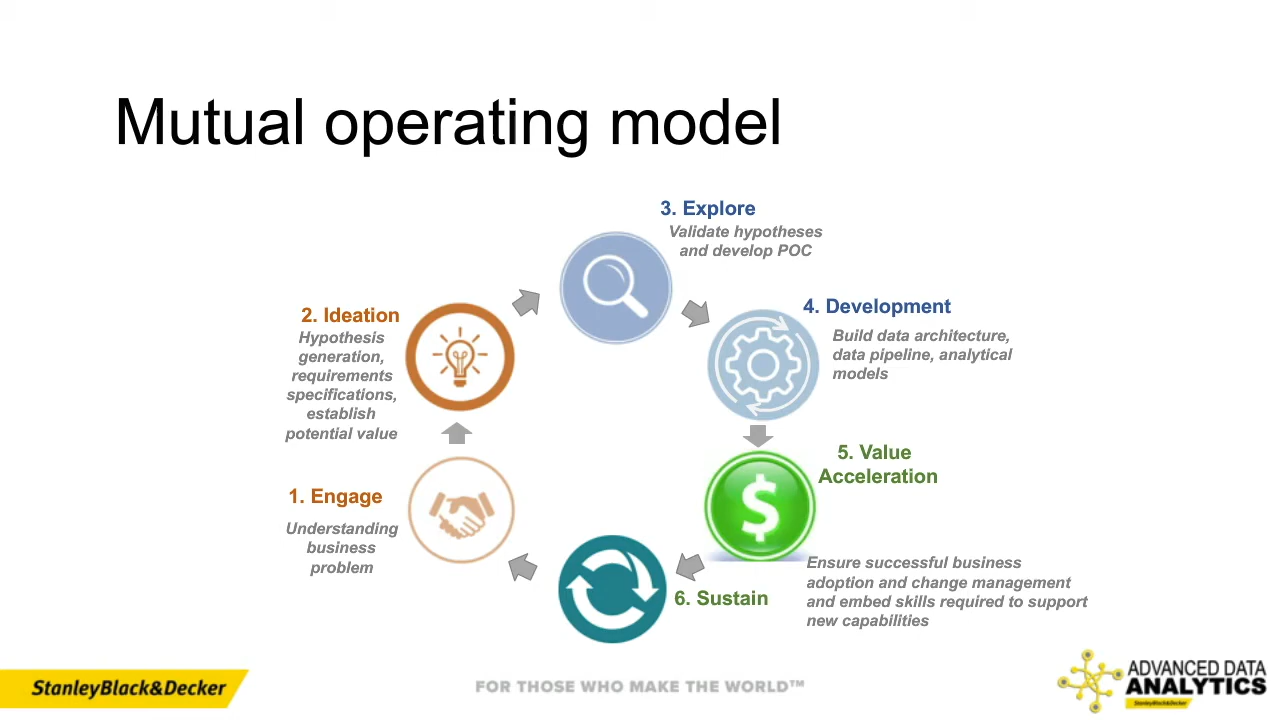 Mutual operating model
3. Explore
Validate hypotheses
and develop POC
2. Ideation
Hypothesis
generation,
requirements
specifications,
establish
potential value
4. Development
Build data architecture,
data pipeline, analytical
models
1. Engage
Understanding
business
problem
5. Value
Acceleration
$
Ensure successful business
adoption and change management
and embed skills required to support
new capabilities
6. Sustain
StanleyBlack&Decker
FOR THOSE WHO MAKE THE WORLD™
ADVANCED DATA
ANALYTICS
StanleyBlack&Decker